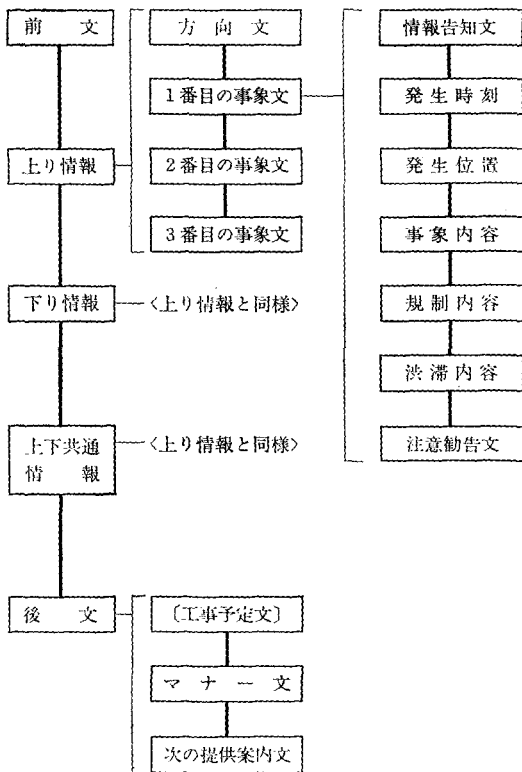 前文
上り情報
下り情報
上下共通
情報
後文
方向文
1番目の事象文
2番目の事象文
3番目の事象文
〈上り情報と同様〉
〈上り情報と同様〉
〔工事予定文〕
マナー文
次の提供案内文
情報告知文
発生時刻
発生位置
事象内容
規制内容
渋滞内容
注意勧告文